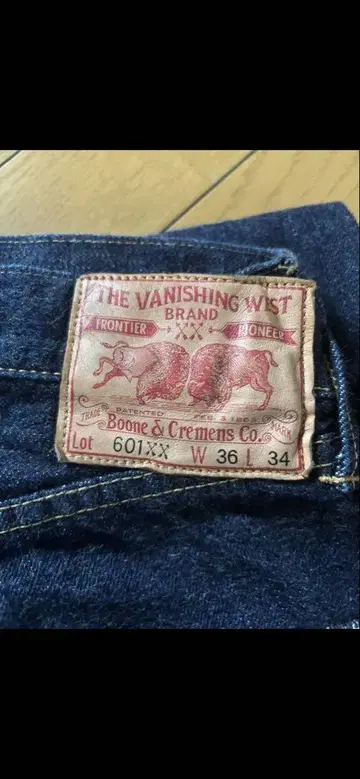 THE VANISHING WEST
BRAND
FRONTIER XX PIONEER
PATENTED
TRADE MARK
Boone & Cremens Co.
Lot 601XX W 36 L 34